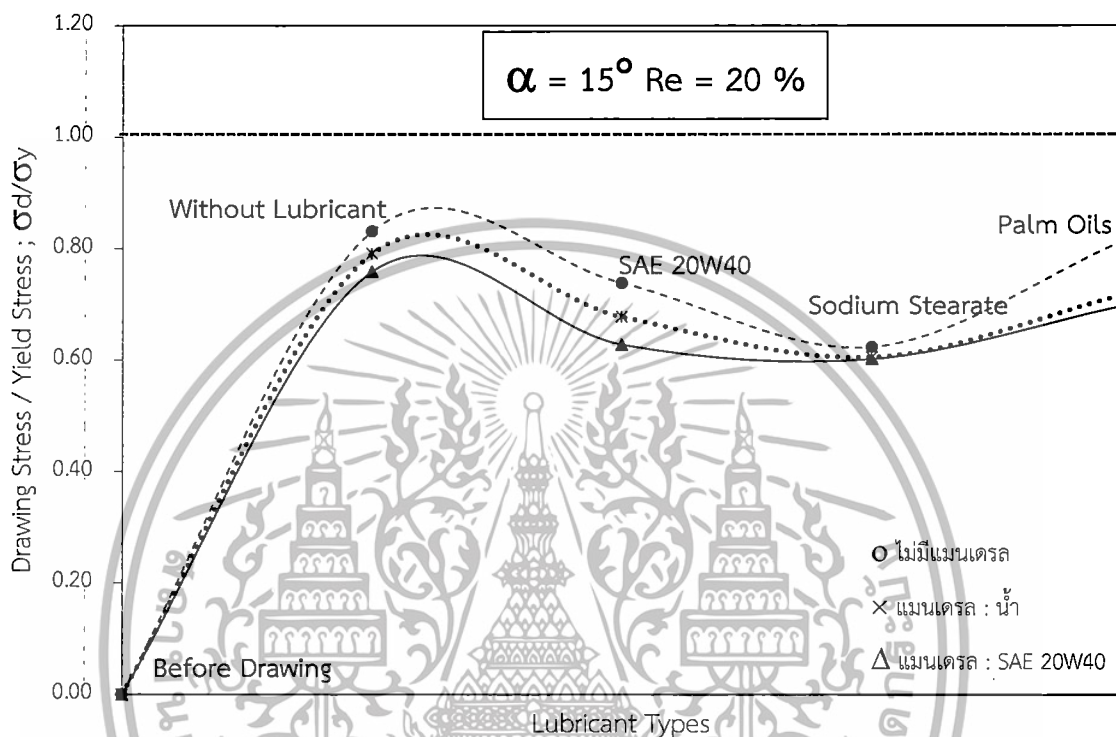 1.20
α = 15° Re = 20 %
1.00
Drawing Stress / Yield Stress ; σd/σy
Without Lubricant
Palm Oils
0.80
SAE 20W40
Sodium Stearate
0.60
0.40
ไม่มีแมนเดรล
0.20
แมนเดรล : น้ำ
แมนเดรล : SAE 20W40
Before Drawing
0.00
Lubricant Types